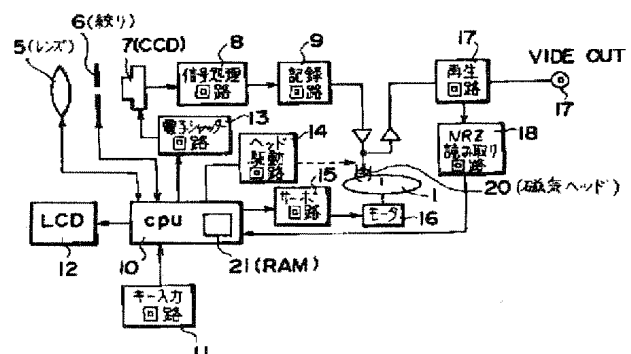 5(レンズ)
6(絞り)
7(CCD)
8
信号処理
回路
9
記録
回路
17
再生
回路
VIDE OUT
17
13
電子シャッター
回路
14
ヘッド
駆動
回路
18
NRZ
読み取り
回路
15
サーボ
回路
1
20(磁気ヘッド)
モータ
16
LCD
12
cpu
10
21(RAM)
キー入力
回路
11